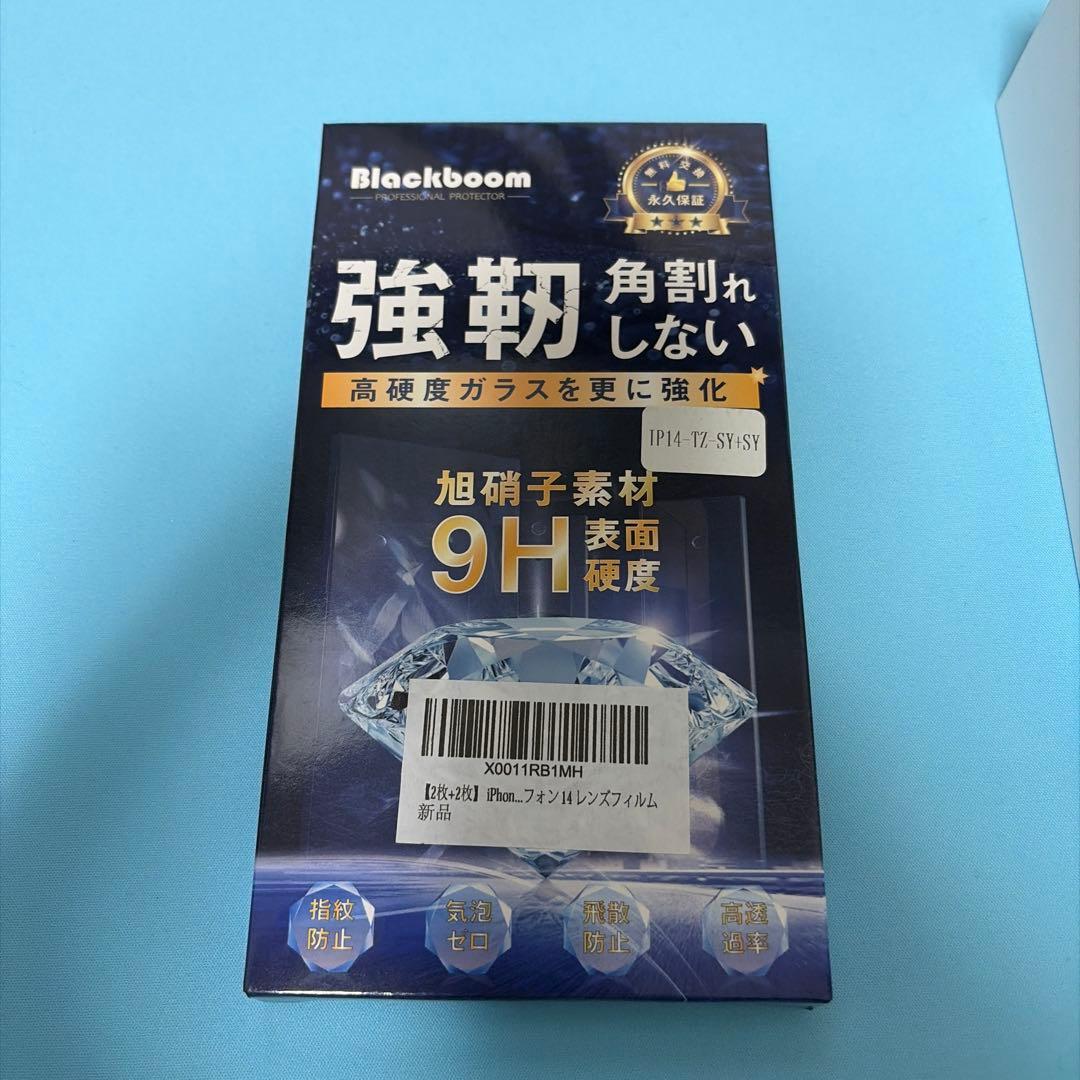 Blackboom
PROFESSIONAL PROTECTOR
無料交換
永久保証
強靭
角割れ
しない
高硬度ガラスを更に強化
IP14-TZ-SY+SY
旭硝子素材
9H
表面
硬度
X0011RB1MH
【2枚+2枚】iPhon...フォン14レンズフィルム
新品
指紋
防止
気泡
ゼロ
飛散
防止
高透
過率